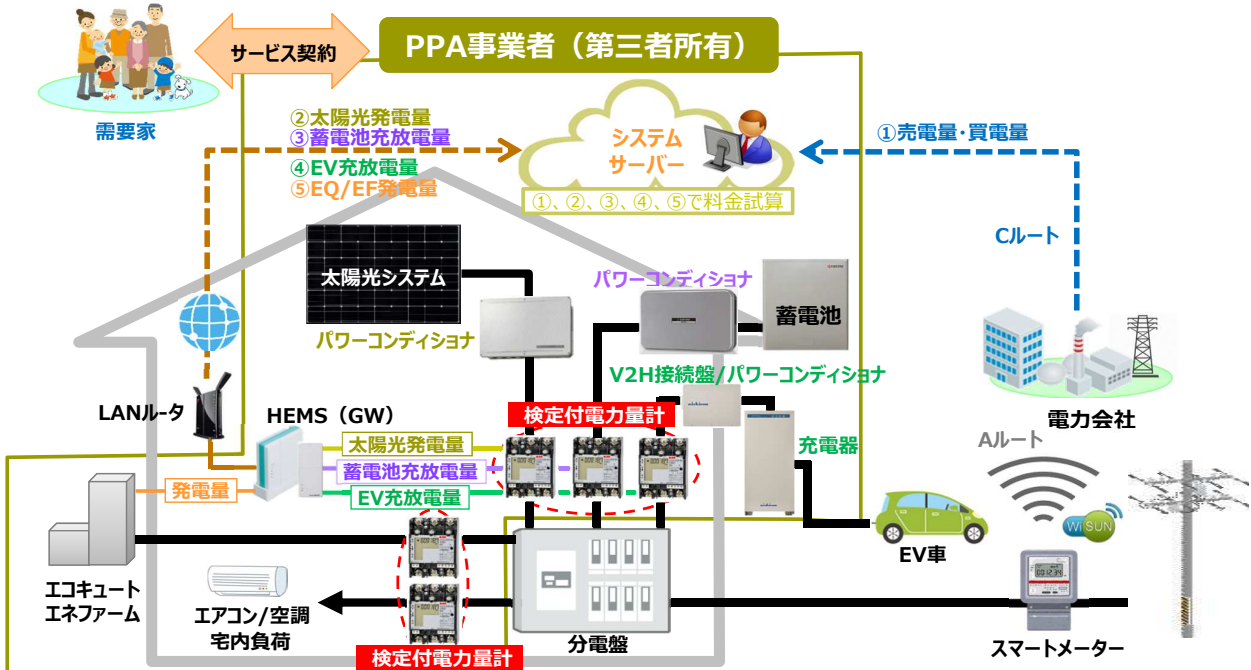 PPA事業者（第三者所有）
サービス契約
需要家
②太陽光発電量
③蓄電池充放電量
④EV充放電量
⑤EQ/EF発電量
システム
サーバー
①売電量・買電量
①、②、③、④、⑤で料金試算
Cルート
太陽光システム
パワーコンディショナ
パワーコンディショナ
蓄電池
V2H接続盤/パワーコンディショナ
LANルータ
HEMS（GW）
検定付電力量計
充電器
電力会社
Aルート
太陽光発電量
蓄電池充放電量
EV充放電量
発電量
Wi SUN
EV車
エコキュート
エネファーム
エアコン/空調
宅内負荷
分電盤
スマートメーター
検定付電力量計